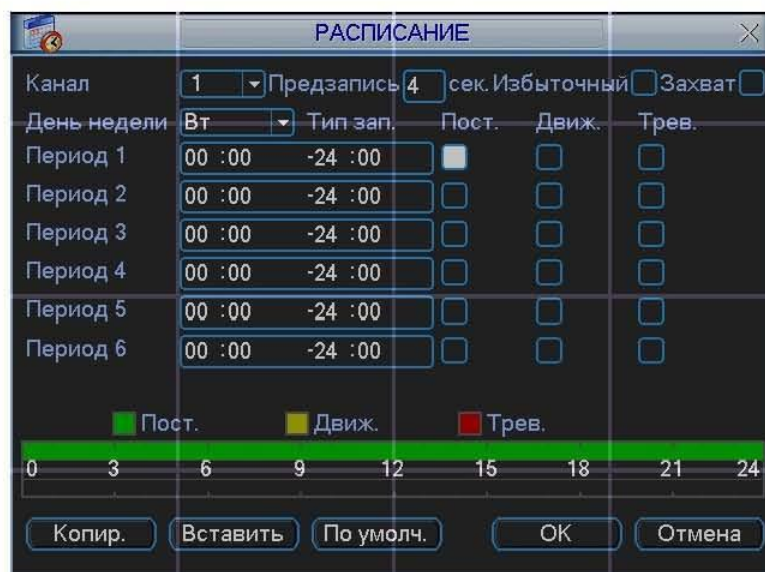 РАСПИСАНИЕ
Канал 1 Предзапись 4 сек. Избыточный Захват
День недели Вт Тип зап. Пост. Движ. Трев.
Период 1 00 :00 -24 :00
Период 2 00 :00 -24 :00
Период 3 00 :00 -24 :00
Период 4 00 :00 -24 :00
Период 5 00 :00 -24 :00
Период 6 00 :00 -24 :00
Пост. Движ. Трев.
0 3 6 9 12 15 18 21 24
Копир. Вставить По умолч. OK Отмена